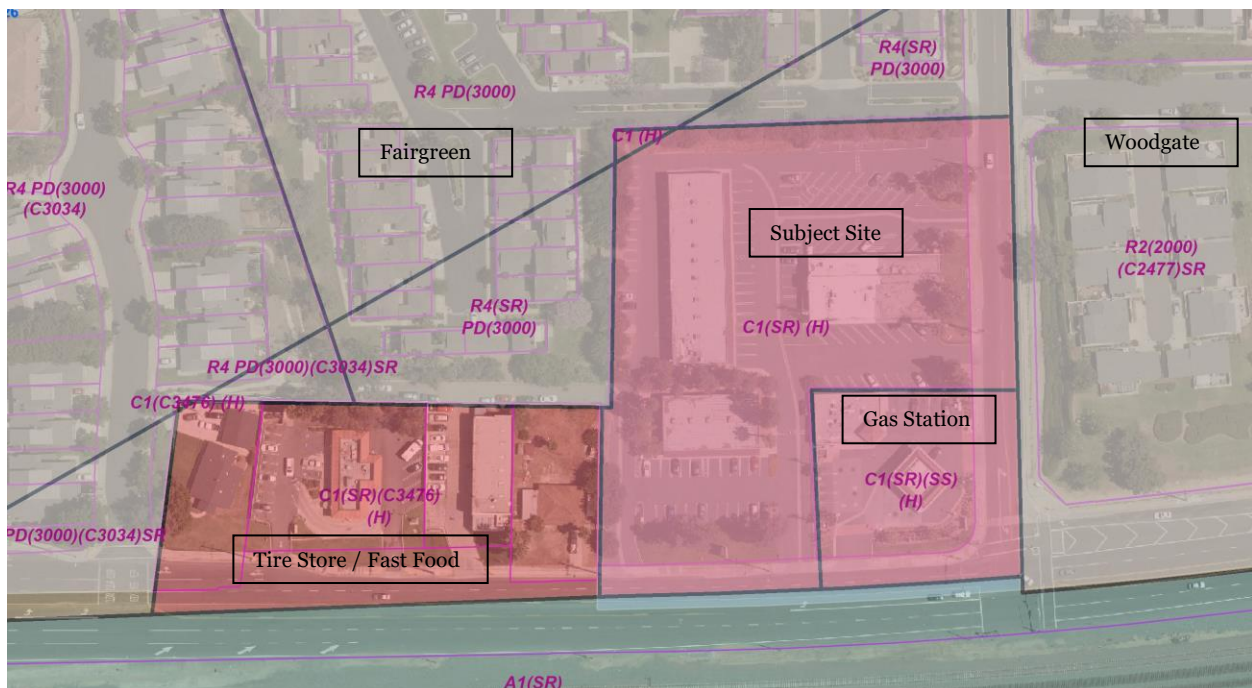 26
R4(SR)
PD(3000)
R4 PD(3000)
C1 (H)
Fairgreen
Woodgate
R4 PD(3000)
(C3034)
Subject Site
R2(2000)
(C2477)SR
R4(SR)
PD(3000)
C1(SR) (H)
R4 PD(3000)(C3034)SR
C1(C3476) (H)
Gas Station
C1(SR)(C3476)
(H)
C1(SR)(SS)
(H)
PD(3000)(C3034)SR
Tire Store / Fast Food
A1(SR)